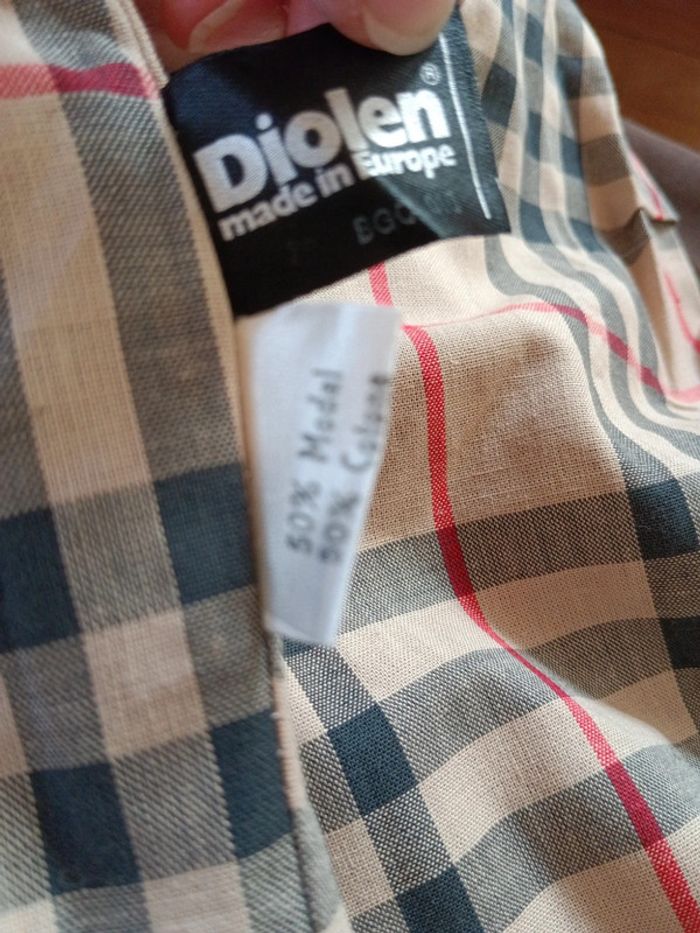 Diolen®
made in Europe
50% Modal
50% Cotone